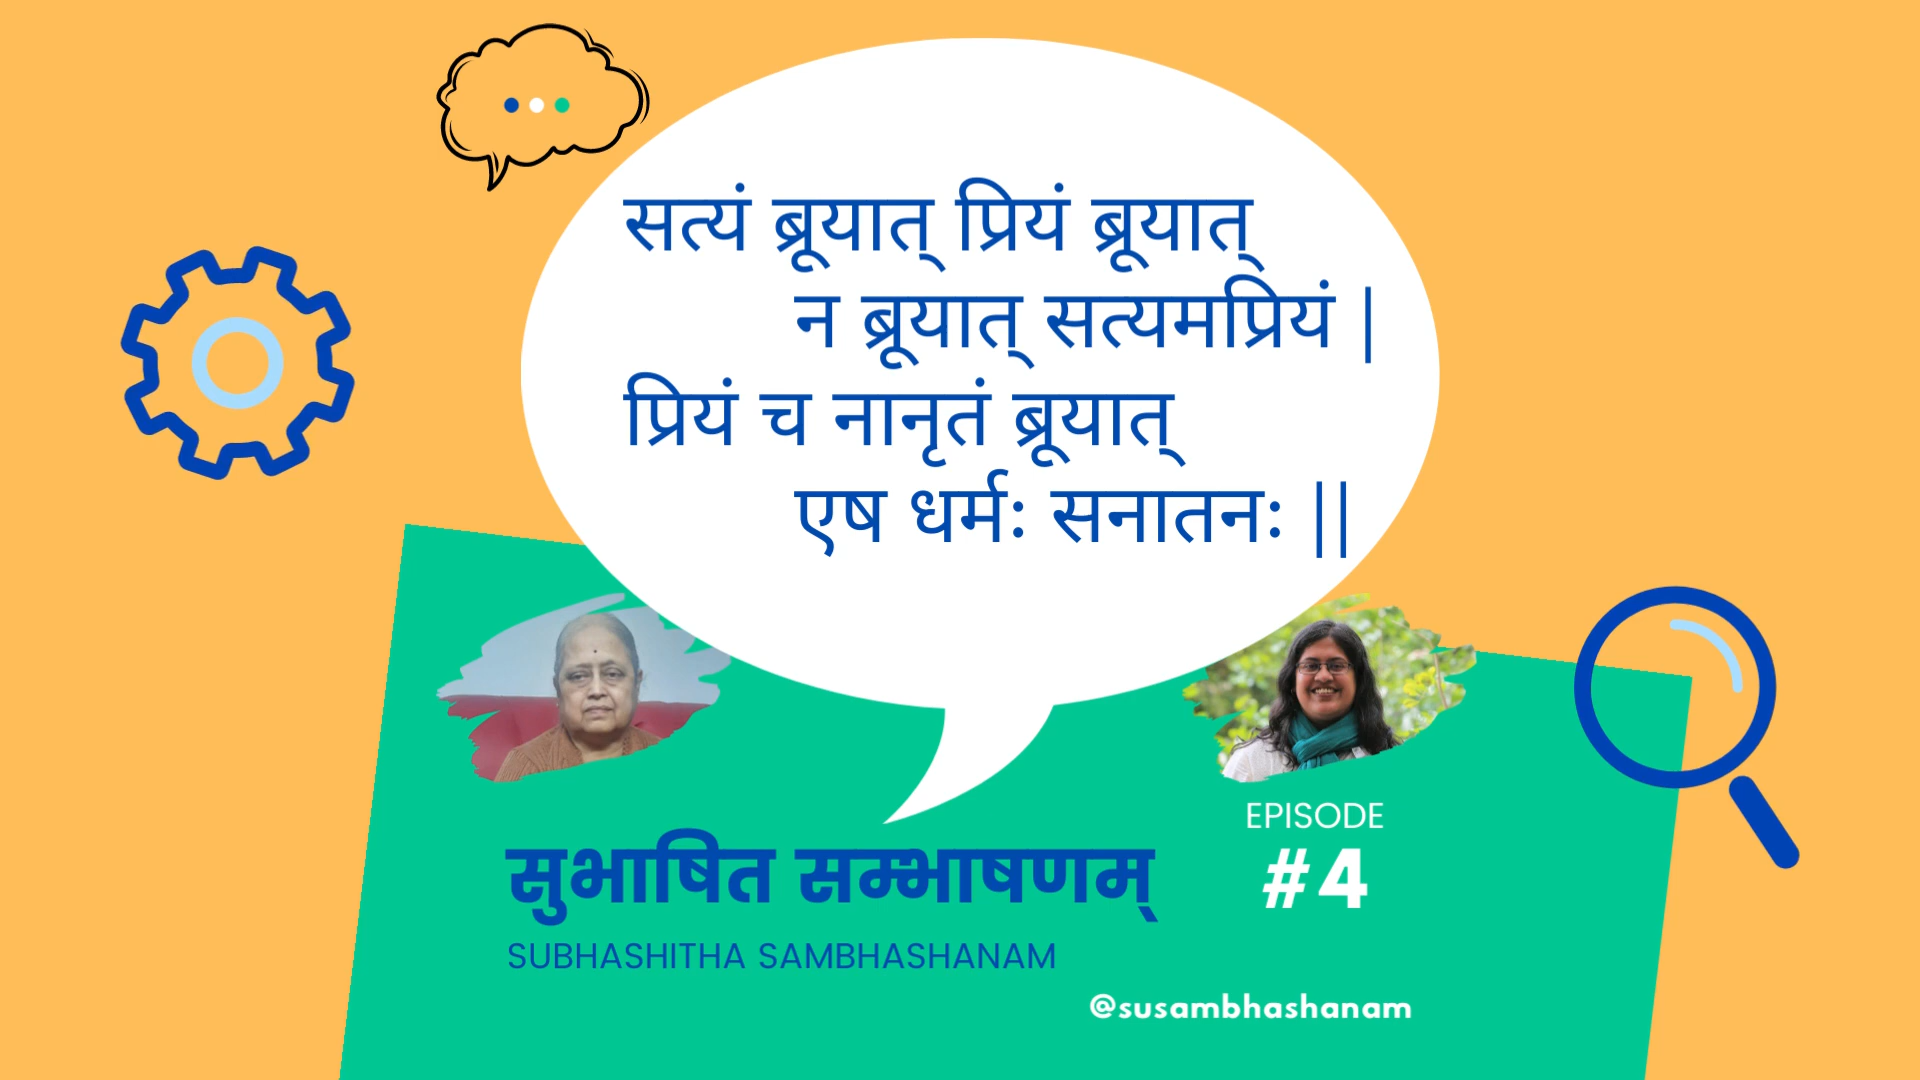 सत्यं ब्रूयात् प्रियं ब्रूयात्
न ब्रूयात् सत्यमप्रियं |
प्रियं च नानृतं ब्रूयात्
एष धर्मः सनातनः ||
सुभाषित सम्भाषणम्
SUBHASHITHA SAMBHASHANAM
EPISODE
#4
@susambhashanam